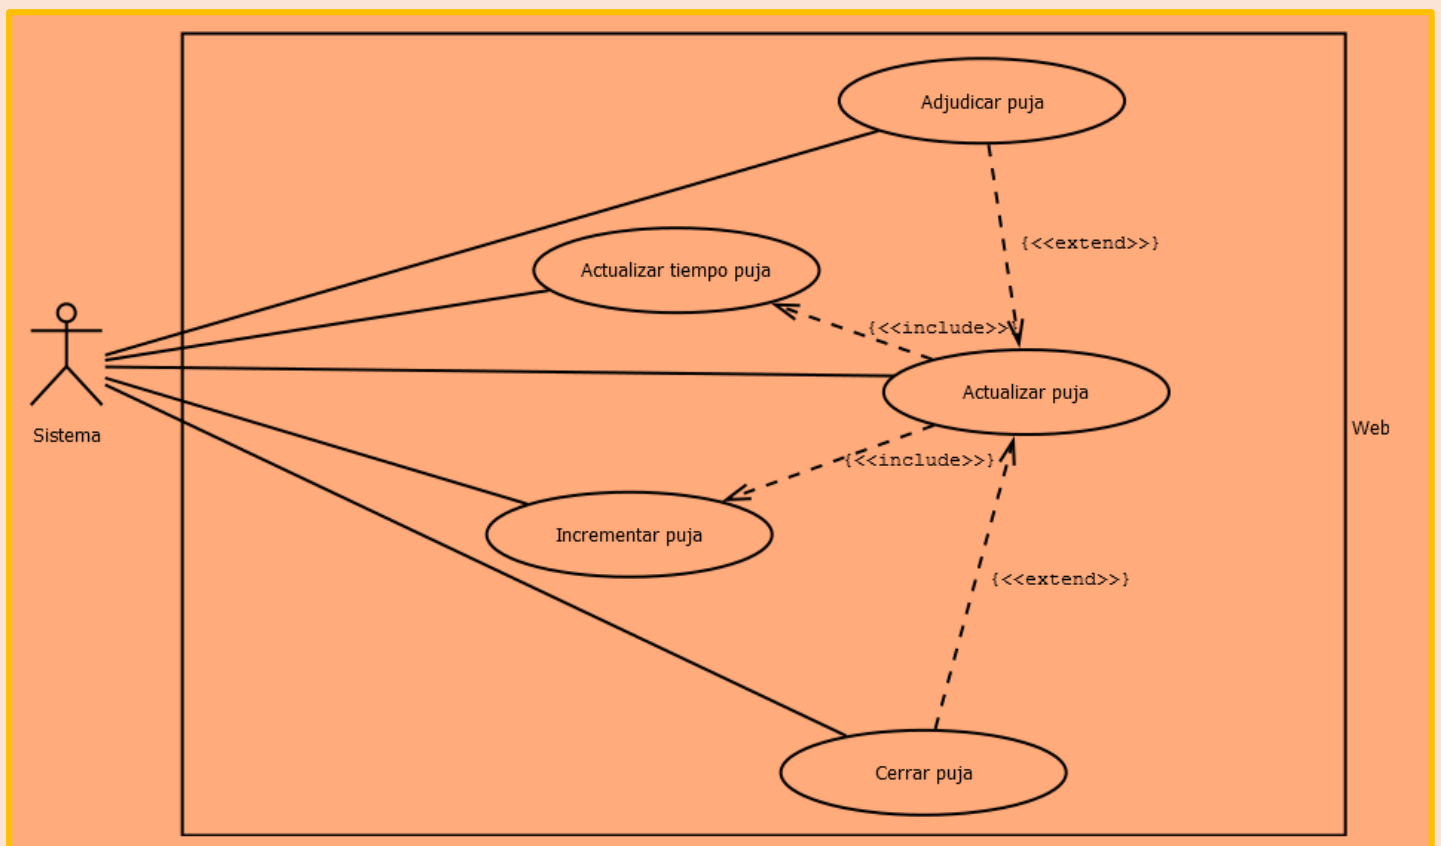 Adjudicar puja
{<<extend>>}
Actualizar tiempo puja
{<<include>>}
Actualizar puja
Sistema
Web
{<<include>>}
Incrementar puja
{<<extend>>}
Cerrar puja